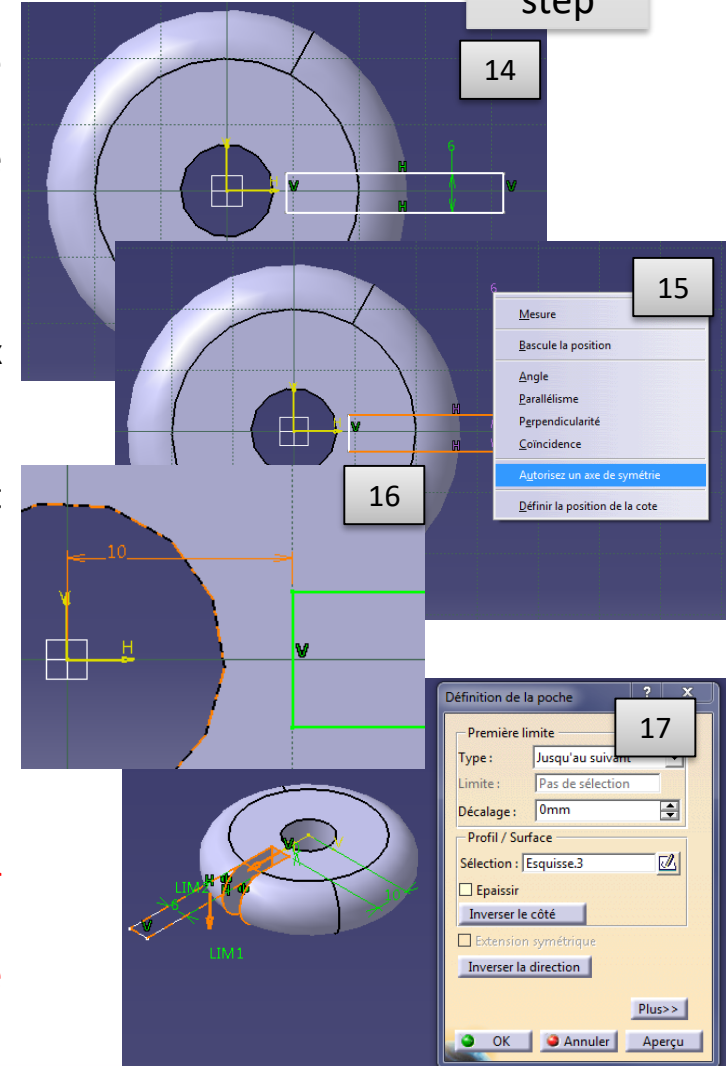 step
14
6
V
H
H
V
V
H
15
6
Mesure
Bascule la position
Angle
Parallélisme
Perpendicularité
Coïncidence
Autorisez un axe de symétrie
Définir la position de la cote
H
H
V
16
10
V
H
V
17
Définition de la poche
Première limite
Type : Jusqu'au suivant
Limite : Pas de sélection
Décalage : 0mm
Profil / Surface
Sélection : Esquisse.3
Epaissir
Inverser le côté
Extension symétrique
Inverser la direction
Plus>>
OK Annuler Aperçu
V
H
6
10
V
LIM1